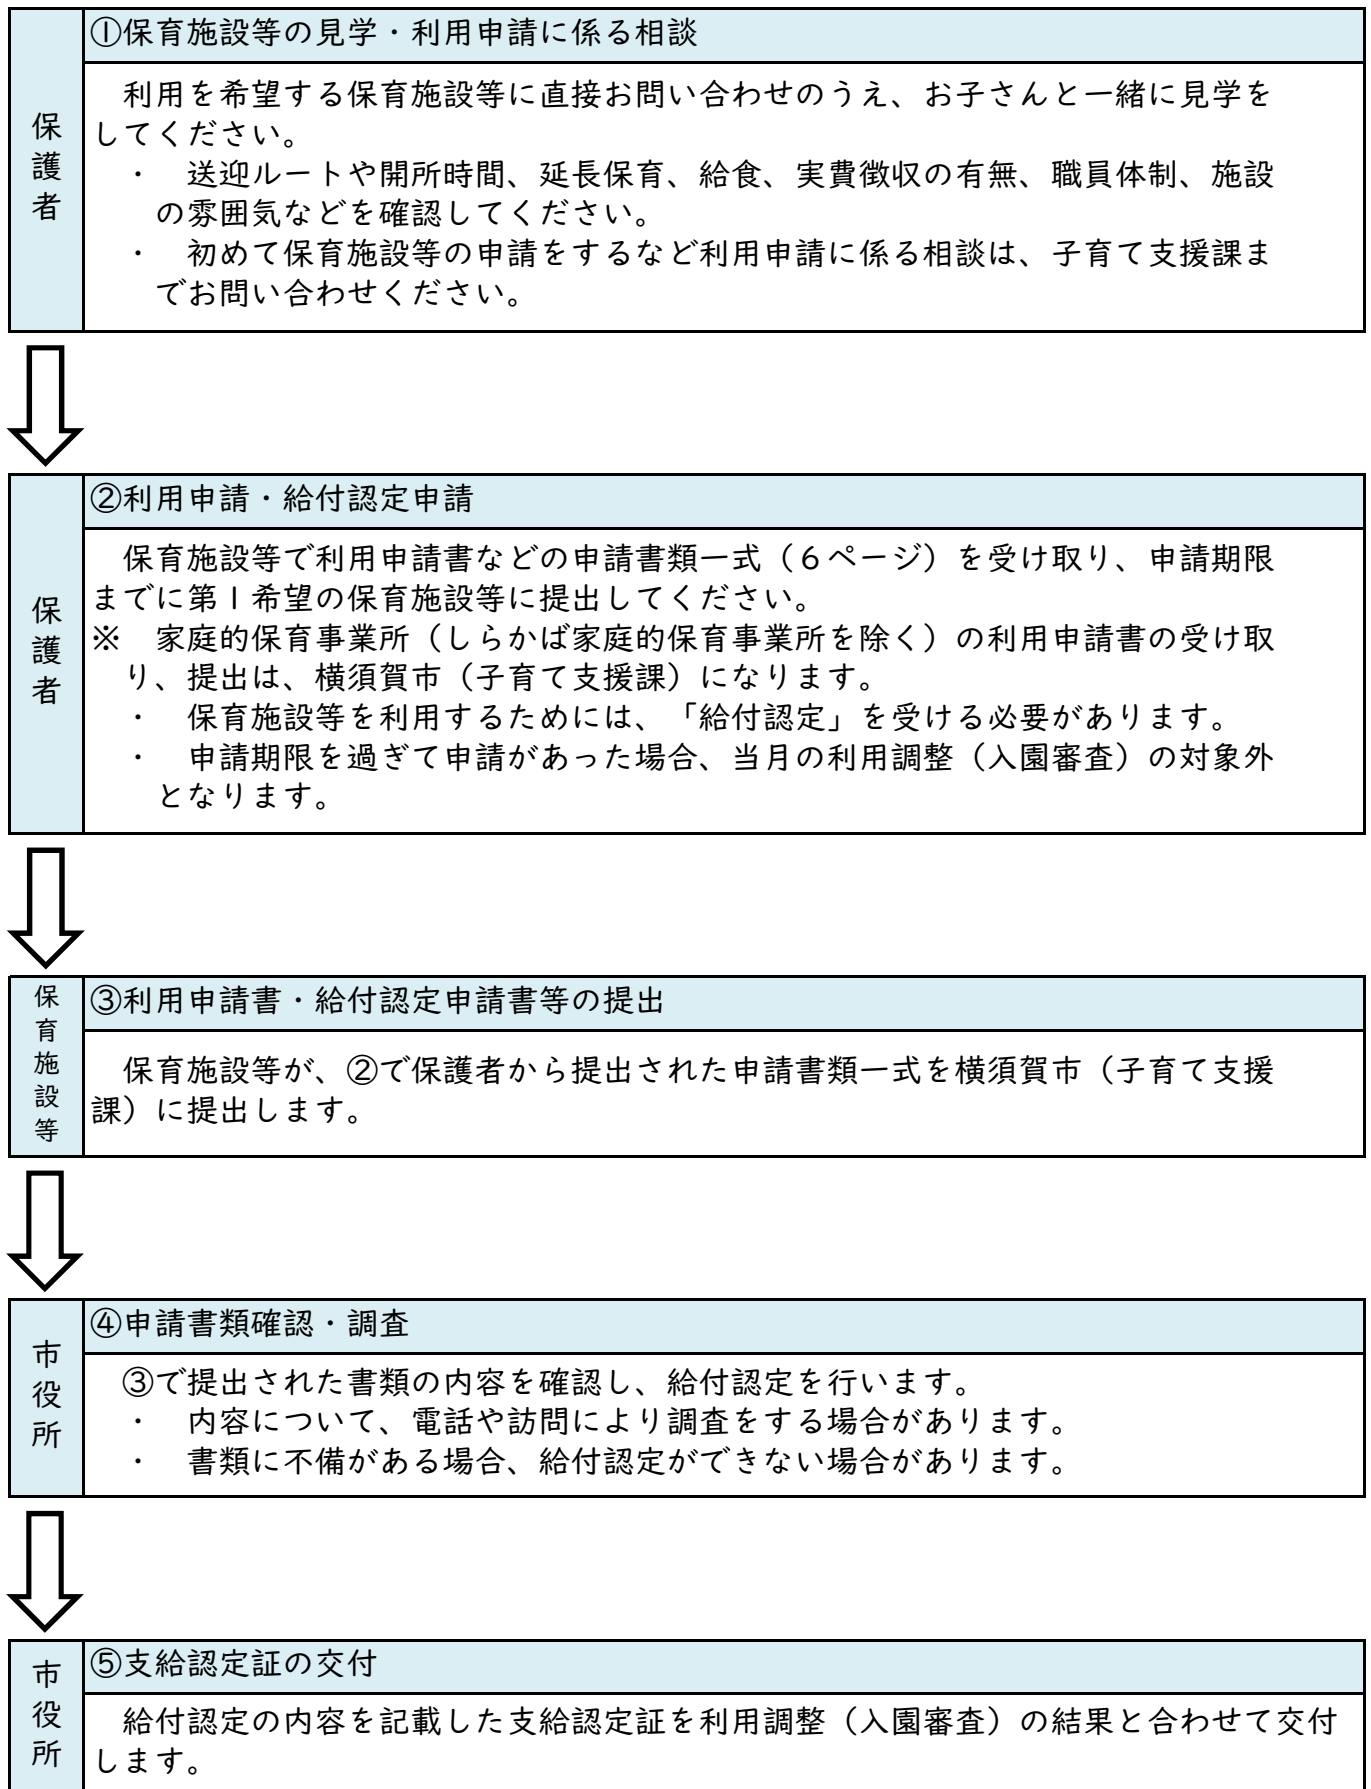 保護者
①保育施設等の見学・利用申請に係る相談
利用を希望する保育施設等に直接お問い合わせのうえ、お子さんと一緒に見学を
してください。
・　送迎ルートや開所時間、延長保育、給食、実費徴収の有無、職員体制、施設
の雰囲気などを確認してください。
・　初めて保育施設等の申請をするなど利用申請に係る相談は、子育て支援課ま
でお問い合わせください。
保護者
②利用申請・給付認定申請
保育施設等で利用申請書などの申請書類一式（６ページ）を受け取り、申請期限
までに第１希望の保育施設等に提出してください。
※　家庭的保育事業所（しらかば家庭的保育事業所を除く）の利用申請書の受け取
り、提出は、横須賀市（子育て支援課）になります。
・　保育施設等を利用するためには、「給付認定」を受ける必要があります。
・　申請期限を過ぎて申請があった場合、当月の利用調整（入園審査）の対象外
となります。
保育施設等
③利用申請書・給付認定申請書等の提出
保育施設等が、②で保護者から提出された申請書類一式を横須賀市（子育て支援
課）に提出します。
市役所
④申請書類確認・調査
③で提出された書類の内容を確認し、給付認定を行います。
・　内容について、電話や訪問により調査をする場合があります。
・　書類に不備がある場合、給付認定ができない場合があります。
市役所
⑤支給認定証の交付
給付認定の内容を記載した支給認定証を利用調整（入園審査）の結果と合わせて交付
します。